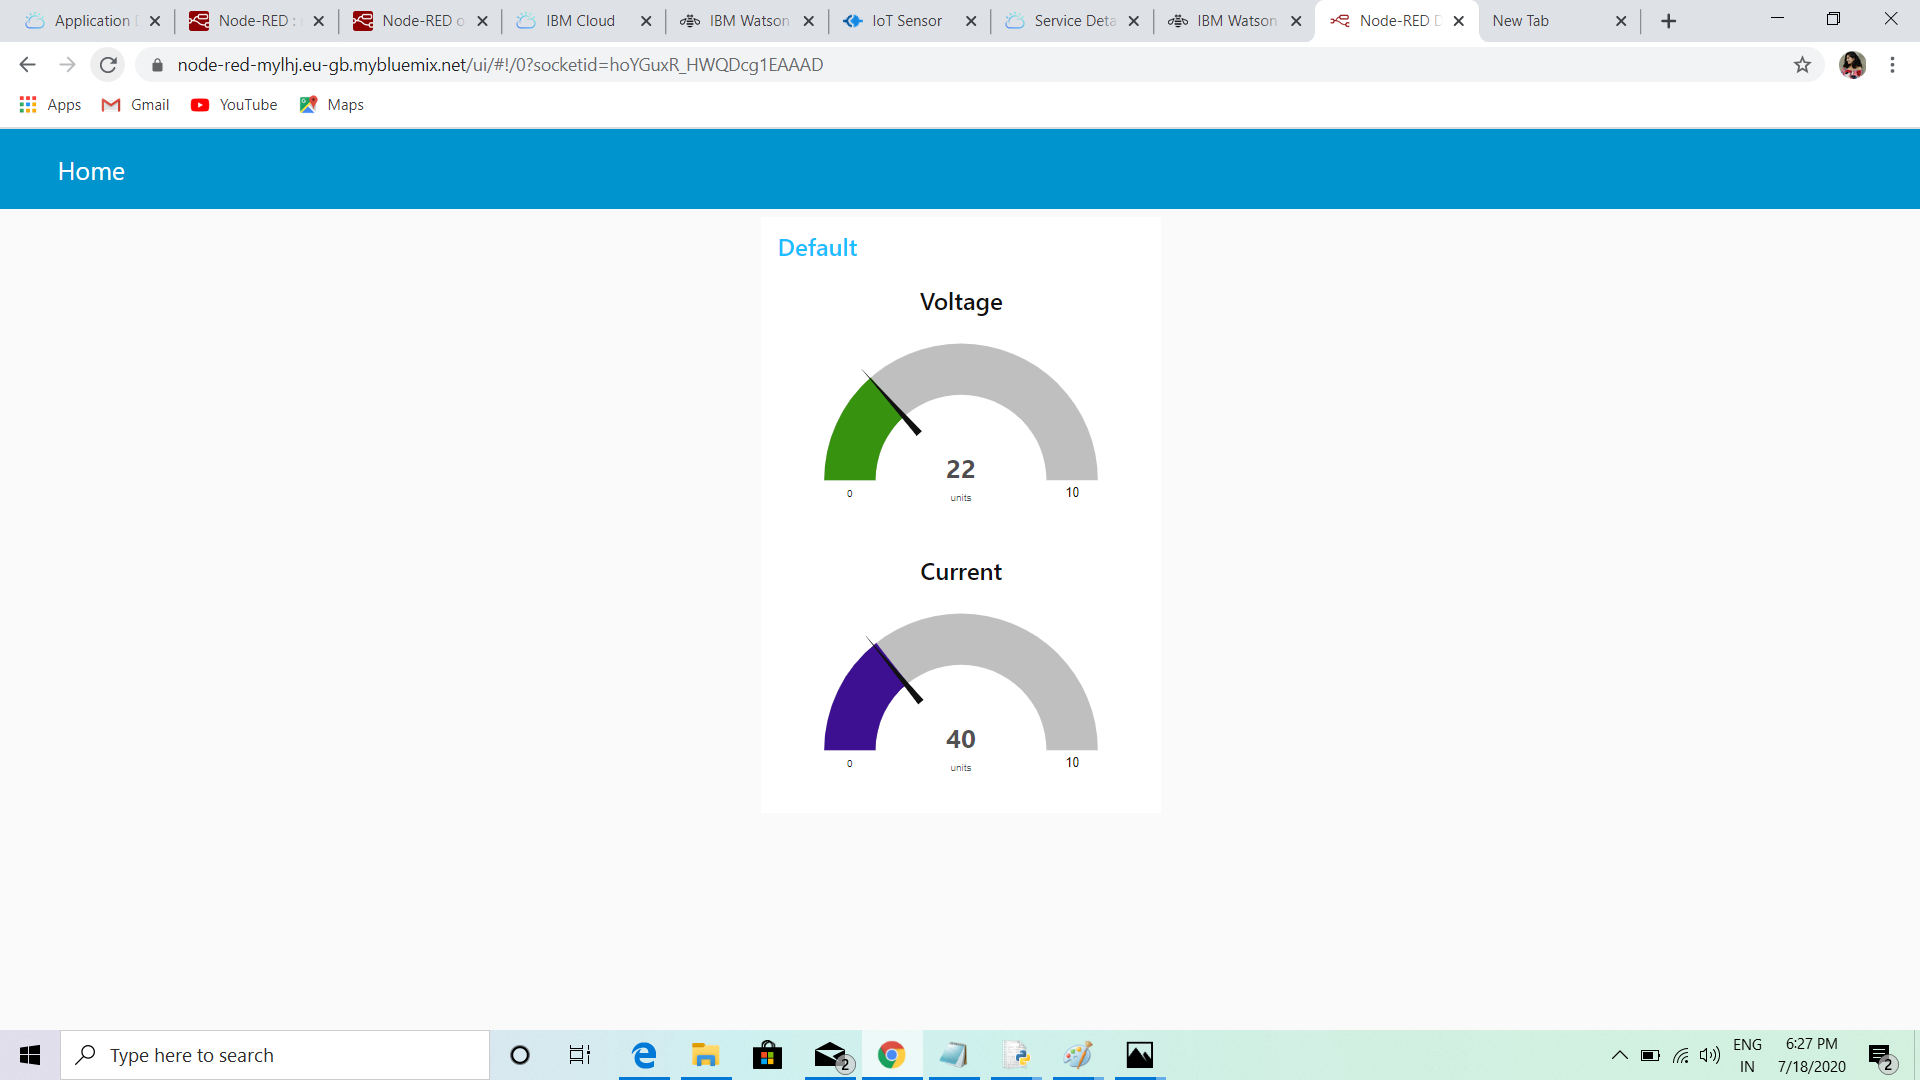 Application Node-RED : Node-RED o IBM Cloud IBM Watson IoT Sensor Service Deta IBM Watson Node-RED D New Tab
node-red-mylhj.eu-gb.mybluemix.net/ui/#!/0?socketid=hoYGuxR_HWQDcg1EAAAD
Apps Gmail YouTube Maps
Home
Default
Voltage
22
0 units 10
Current
40
0 units 10
Type here to search
2
ENG
IN
6:27 PM
7/18/2020
2